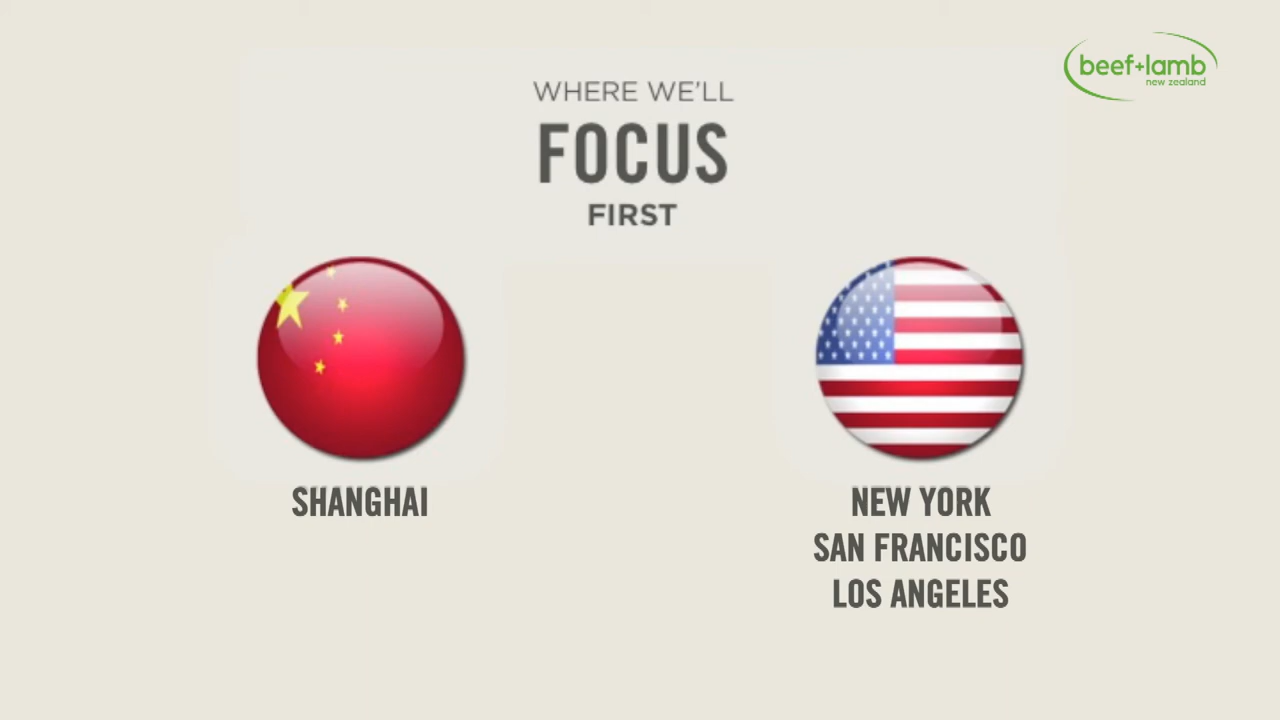 beef+lamb
new zealand
WHERE WE'LL
FOCUS
FIRST
SHANGHAI
NEW YORK
SAN FRANCISCO
LOS ANGELES